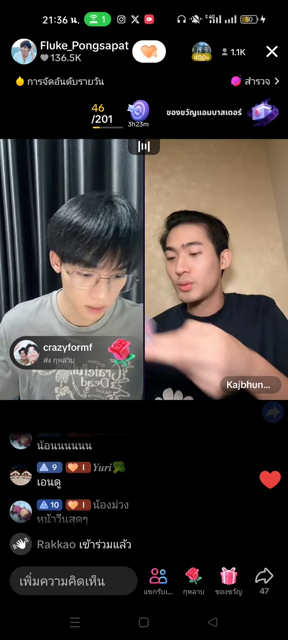 21:36
1
50
Fluke_Pongsapat
136.5K
400+
1.1K
การจัดอันดับรายวัน
สำรวจ
46
/201
3h23m
ของขวัญแอมบาสเดอร์
crazyformf
ส่ง กุหลาบ
Kajbhun...
น้อนนนนนน
9
1
Yuri
เอนดู
10
1
น้องม่วง
หน้าวีนสุดๆ
Rakkao เข้าร่วมแล้ว
เพิ่มความคิดเห็น
แขกรับเ...
กุหลาบ
ของขวัญ
47